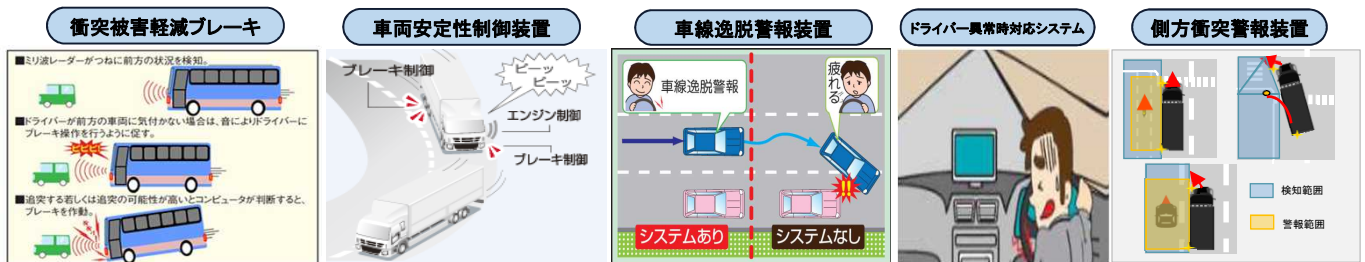 衝突被害軽減ブレーキ
■ミリ波レーダーがつねに前方の状況を検知。
■ドライバーが前方の車両に気付かない場合は、音によりドライバーに
ブレーキ操作を行うように促す。
ピピピッ
■追突する若しくは追突の可能性が高いとコンピュータが判断すると、
ブレーキを作動。
車両安定性制御装置
ブレーキ制御
ピーッ
ピーッ
エンジン制御
ブレーキ制御
車線逸脱警報装置
車線逸脱警報
疲れる
システムあり
システムなし
ドライバー異常時対応システム
側方衝突警報装置
検知範囲
警報範囲